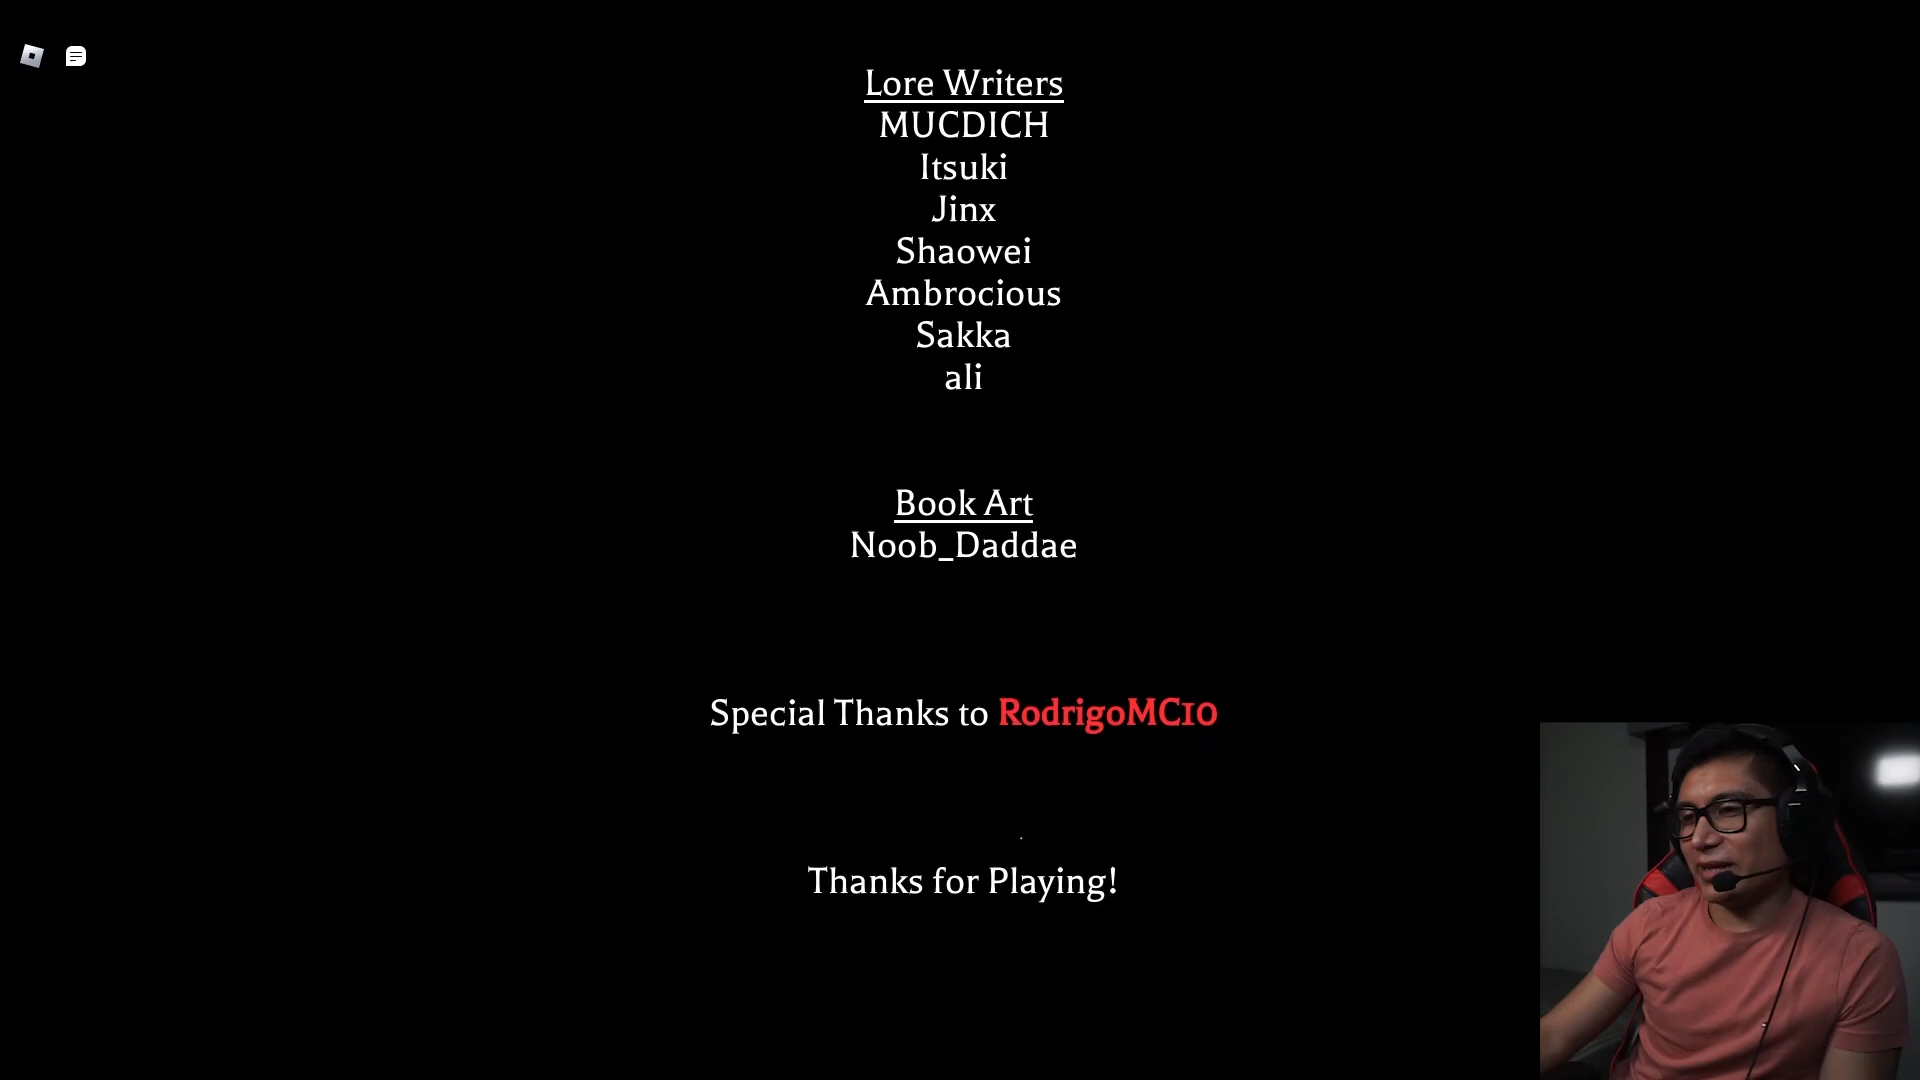 Lore Writers
MUCDICH
Itsuki
Jinx
Shaowei
Ambrocious
Sakka
ali
Book Art
Noob_Daddae
Special Thanks to RodrigoMC10
Thanks for Playing!